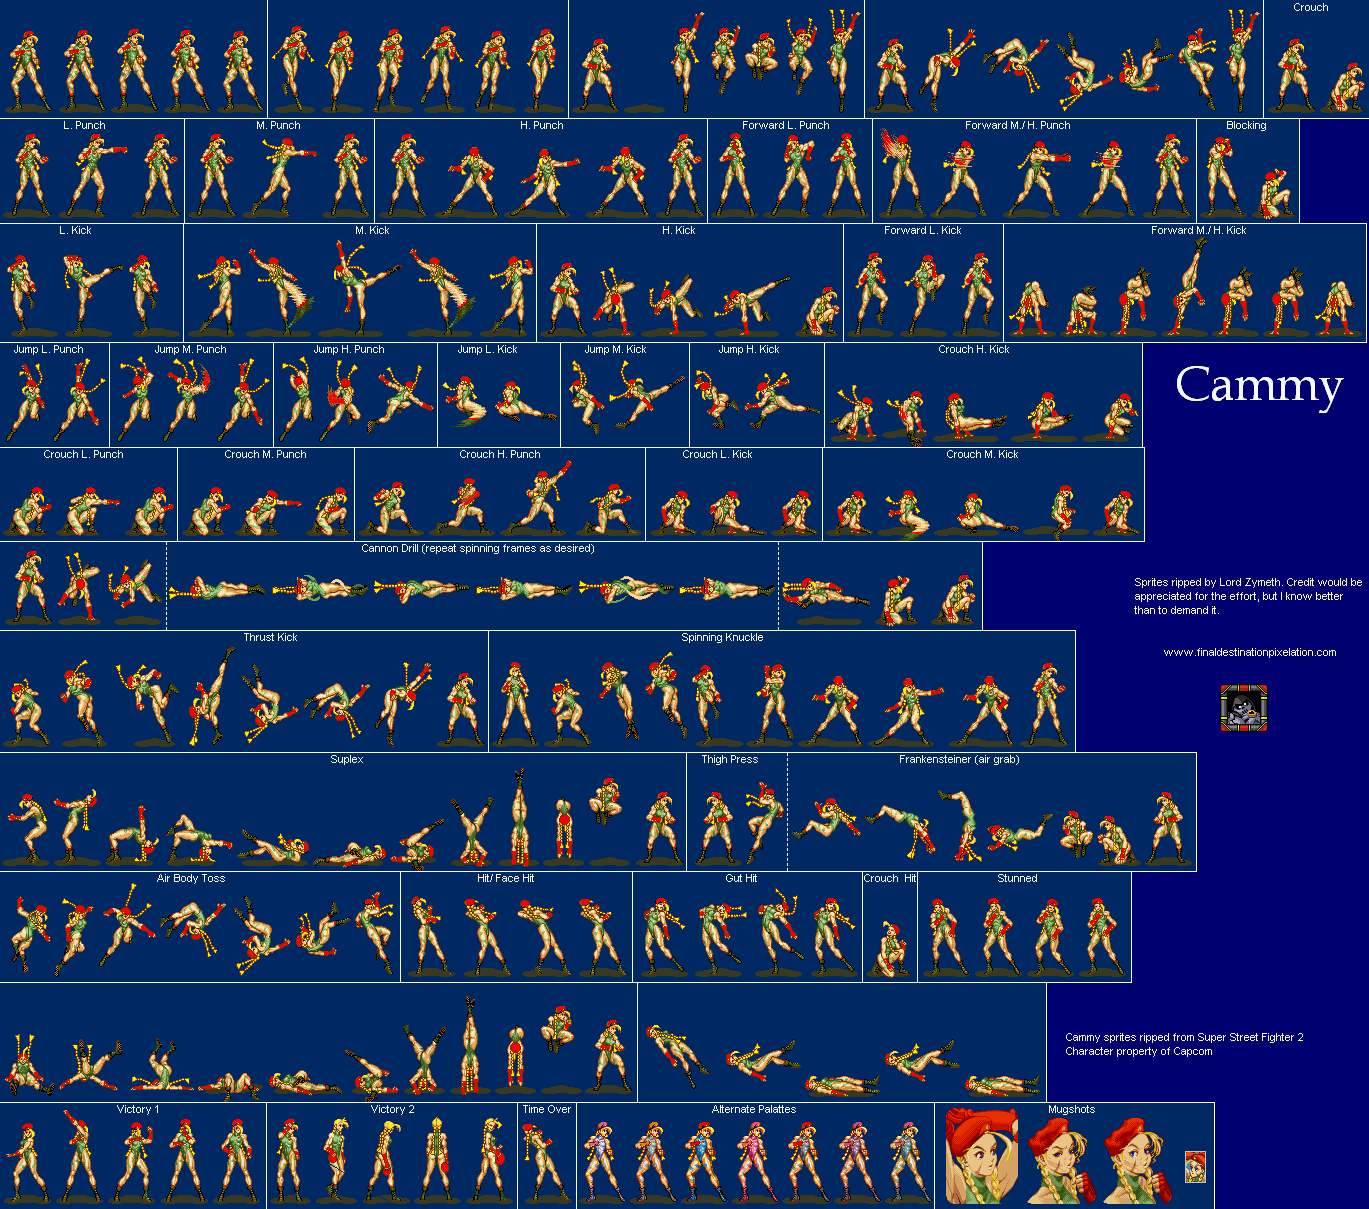 Crouch
L. Punch
M. Punch
H. Punch
Forward L. Punch
Forward M./ H. Punch
Blocking
L. Kick
M. Kick
H. Kick
Forward L. Kick
Forward M./ H. Kick
Jump L. Punch
Jump M. Punch
Jump H. Punch
Jump L. Kick
Jump M. Kick
Jump H. Kick
Crouch H. Kick
Cammy
Crouch L. Punch
Crouch M. Punch
Crouch H. Punch
Crouch L. Kick
Crouch M. Kick
Cannon Drill (repeat spinning frames as desired)
Sprites ripped by Lord Zymeth. Credit would be
appreciated for the effort, but I know better
than to demand it.
www.finaldestinationpixelation.com
Thrust Kick
Spinning Knuckle
Suplex
Thigh Press
Frankensteiner (air grab)
Air Body Toss
Hit/ Face Hit
Gut Hit
Crouch Hit
Stunned
Cammy sprites ripped from Super Street Fighter 2
Character property of Capcom
Victory 1
Victory 2
Time Over
Alternate Palattes
Mugshots